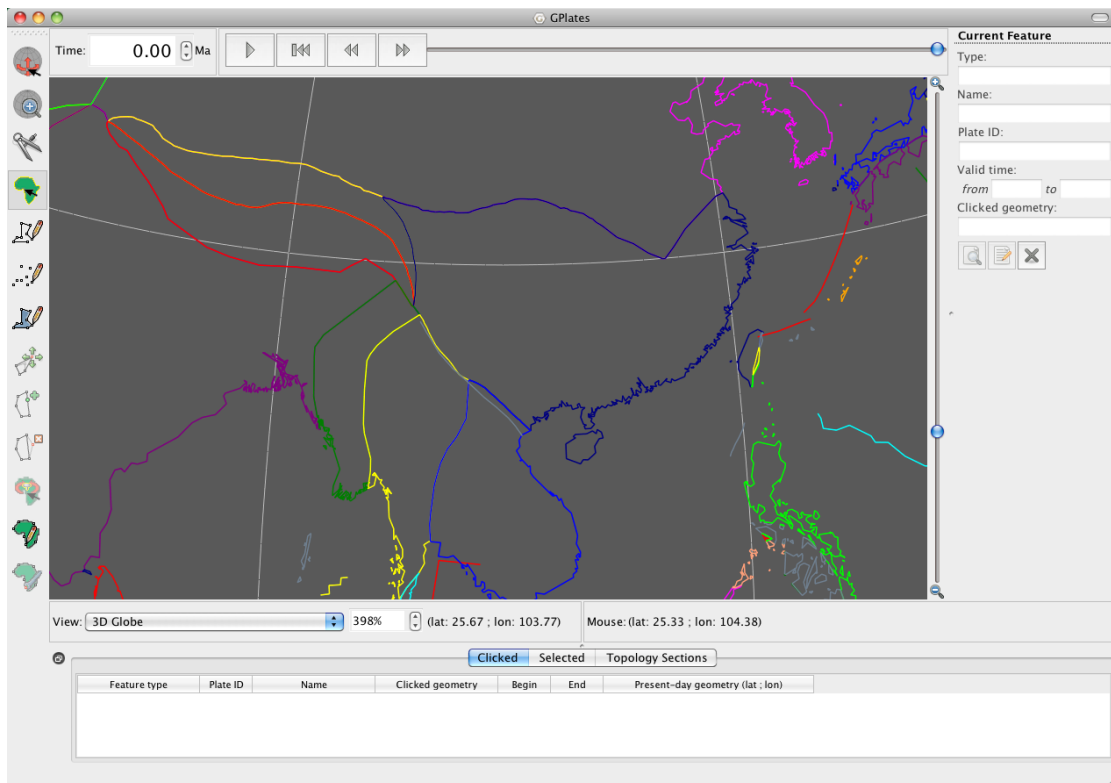 GPlates
Time: 0.00 Ma
Current Feature
Type:
Name:
Plate ID:
Valid time:
from to
Clicked geometry:
View: 3D Globe 398% (lat: 25.67 ; lon: 103.77) Mouse: (lat: 25.33 ; lon: 104.38)
Clicked Selected Topology Sections
Feature type Plate ID Name Clicked geometry Begin End Present-day geometry (lat ; lon)